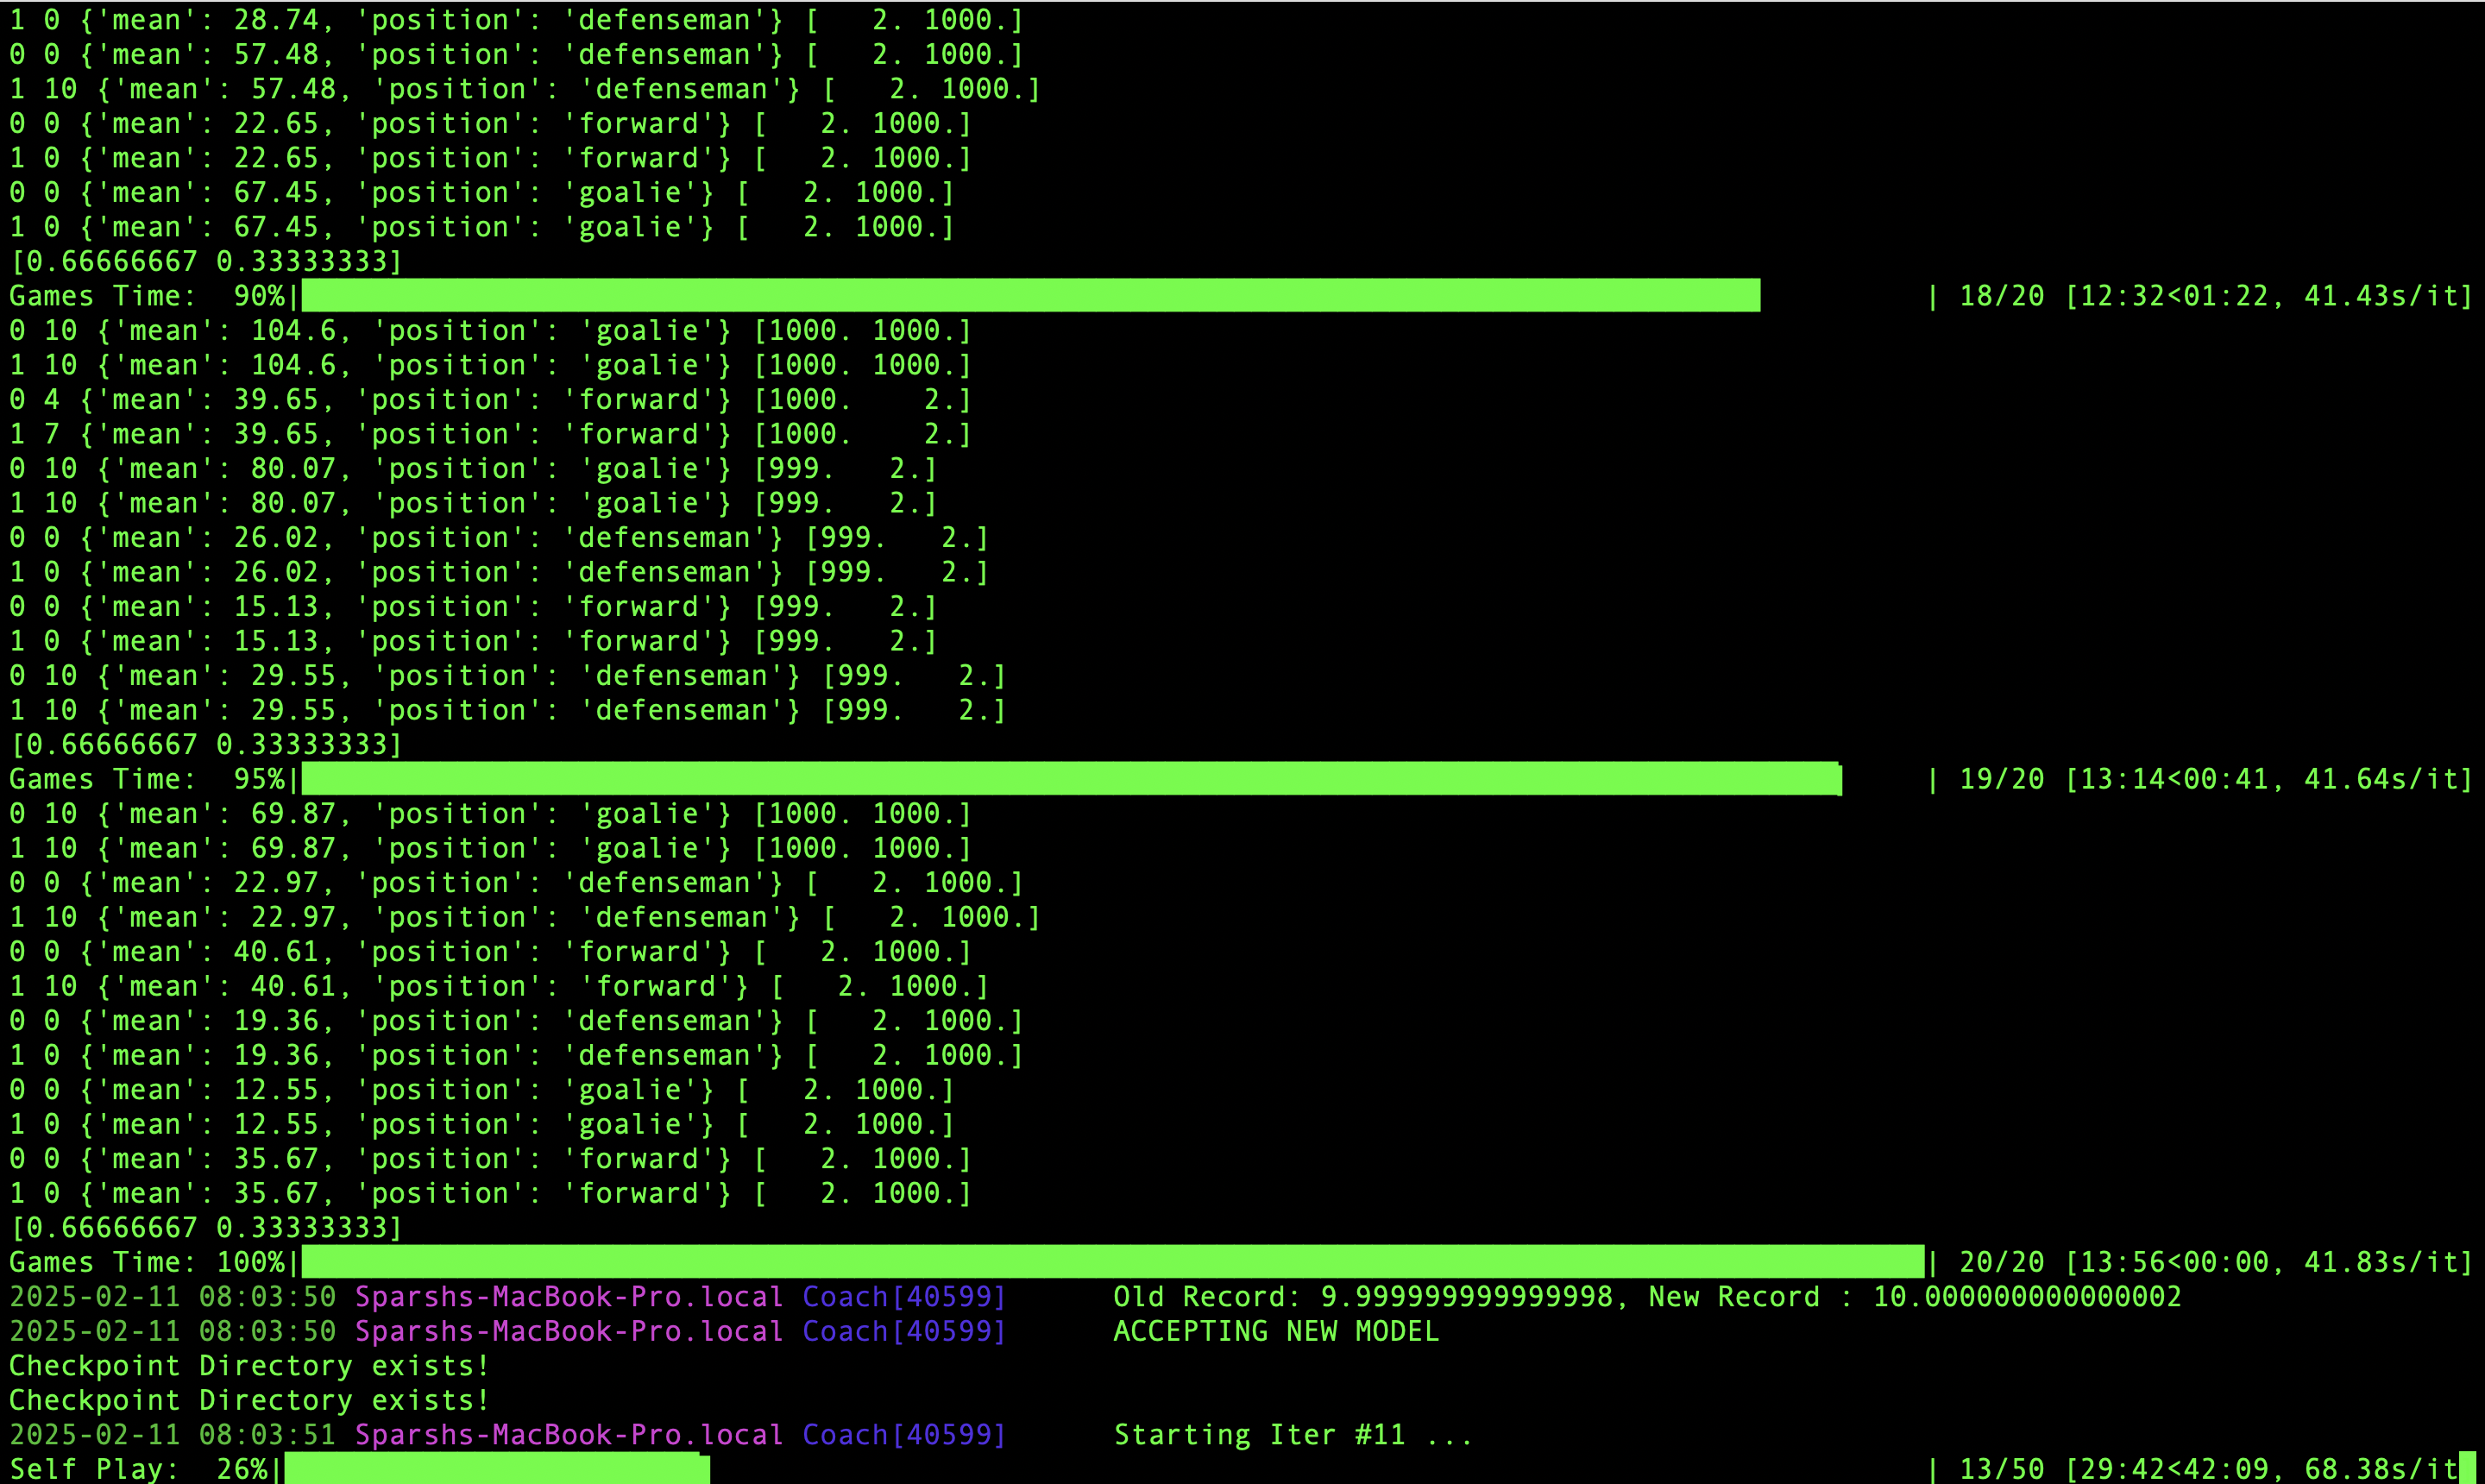 1 0 {'mean': 28.74, 'position': 'defenseman'} [   2. 1000.]
0 0 {'mean': 57.48, 'position': 'defenseman'} [   2. 1000.]
1 10 {'mean': 57.48, 'position': 'defenseman'} [   2. 1000.]
0 0 {'mean': 22.65, 'position': 'forward'} [   2. 1000.]
1 0 {'mean': 22.65, 'position': 'forward'} [   2. 1000.]
0 0 {'mean': 67.45, 'position': 'goalie'} [   2. 1000.]
1 0 {'mean': 67.45, 'position': 'goalie'} [   2. 1000.]
[0.66666667 0.33333333]
Games Time:  90%| | 18/20 [12:32<01:22, 41.43s/it]
0 10 {'mean': 104.6, 'position': 'goalie'} [1000. 1000.]
1 10 {'mean': 104.6, 'position': 'goalie'} [1000. 1000.]
0 4 {'mean': 39.65, 'position': 'forward'} [1000.    2.]
1 7 {'mean': 39.65, 'position': 'forward'} [1000.    2.]
0 10 {'mean': 80.07, 'position': 'goalie'} [999.   2.]
1 10 {'mean': 80.07, 'position': 'goalie'} [999.   2.]
0 0 {'mean': 26.02, 'position': 'defenseman'} [999.   2.]
1 0 {'mean': 26.02, 'position': 'defenseman'} [999.   2.]
0 0 {'mean': 15.13, 'position': 'forward'} [999.   2.]
1 0 {'mean': 15.13, 'position': 'forward'} [999.   2.]
0 10 {'mean': 29.55, 'position': 'defenseman'} [999.   2.]
1 10 {'mean': 29.55, 'position': 'defenseman'} [999.   2.]
[0.66666667 0.33333333]
Games Time:  95%| | 19/20 [13:14<00:41, 41.64s/it]
0 10 {'mean': 69.87, 'position': 'goalie'} [1000. 1000.]
1 10 {'mean': 69.87, 'position': 'goalie'} [1000. 1000.]
0 0 {'mean': 22.97, 'position': 'defenseman'} [   2. 1000.]
1 10 {'mean': 22.97, 'position': 'defenseman'} [   2. 1000.]
0 0 {'mean': 40.61, 'position': 'forward'} [   2. 1000.]
1 10 {'mean': 40.61, 'position': 'forward'} [   2. 1000.]
0 0 {'mean': 19.36, 'position': 'defenseman'} [   2. 1000.]
1 0 {'mean': 19.36, 'position': 'defenseman'} [   2. 1000.]
0 0 {'mean': 12.55, 'position': 'goalie'} [   2. 1000.]
1 0 {'mean': 12.55, 'position': 'goalie'} [   2. 1000.]
0 0 {'mean': 35.67, 'position': 'forward'} [   2. 1000.]
1 0 {'mean': 35.67, 'position': 'forward'} [   2. 1000.]
[0.66666667 0.33333333]
Games Time: 100%| | 20/20 [13:56<00:00, 41.83s/it]
2025-02-11 08:03:50 Sparshs-MacBook-Pro.local Coach[40599] Old Record: 9.999999999999998, New Record : 10.000000000000002
2025-02-11 08:03:50 Sparshs-MacBook-Pro.local Coach[40599] ACCEPTING NEW MODEL
Checkpoint Directory exists!
Checkpoint Directory exists!
2025-02-11 08:03:51 Sparshs-MacBook-Pro.local Coach[40599] Starting Iter #11 ...
Self Play:  26%| | 13/50 [29:42<42:09, 68.38s/it